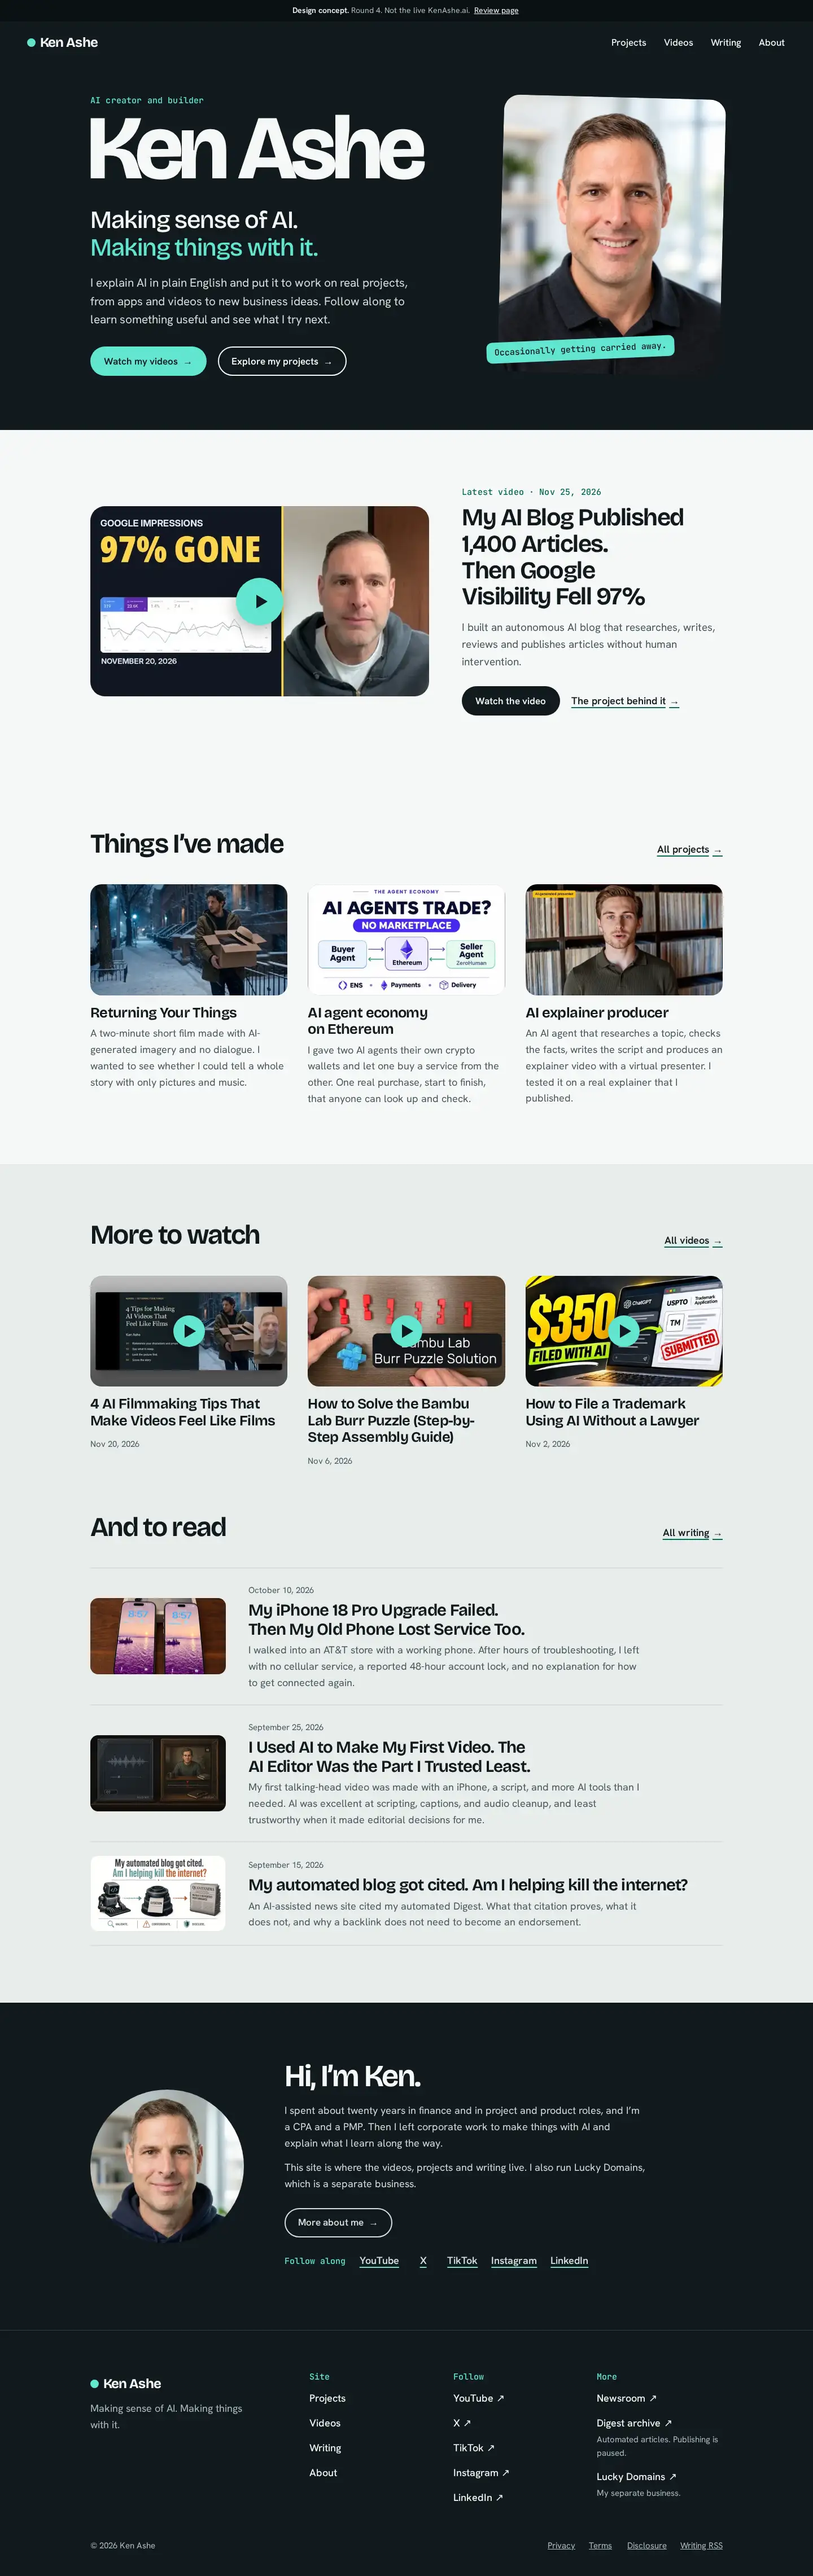 Design concept. Round 4. Not the live KenAshe.ai. Review page
Ken Ashe
Projects Videos Writing About
AI creator and builder
Ken Ashe
Making sense of AI.
Making things with it.
I explain AI in plain English and put it to work on real projects,
from apps and videos to new business ideas. Follow along to
learn something useful and see what I try next.
Watch my videos →
Explore my projects →
Occasionally getting carried away.
GOOGLE IMPRESSIONS
97% GONE
NOVEMBER 20, 2026
Latest video · Nov 25, 2026
My AI Blog Published
1,400 Articles.
Then Google
Visibility Fell 97%
I built an autonomous AI blog that researches, writes,
reviews and publishes articles without human
intervention.
Watch the video
The project behind it →
Things I’ve made
All projects →
THE AGENT ECONOMY
AI AGENTS TRADE?
NO MARKETPLACE
Buyer
Agent
Ethereum
Seller
Agent
ZeroHuman
ENS • Payments • Delivery
Returning Your Things
A two-minute short film made with AI-
generated imagery and no dialogue. I
wanted to see whether I could tell a whole
story with only pictures and music.
AI agent economy
on Ethereum
I gave two AI agents their own crypto
wallets and let one buy a service from the
other. One real purchase, start to finish,
that anyone can look up and check.
AI explainer producer
An AI agent that researches a topic, checks
the facts, writes the script and produces an
explainer video with a virtual presenter. I
tested it on a real explainer that I
published.
More to watch
All videos →
4 Tips for Making
AI Videos That
Feel Like Films
Bambu Lab
Burr Puzzle Solution
$350
FILED WITH AI
ChatGPT
USPTO
Trademark
Application
TM
SUBMITTED
4 AI Filmmaking Tips That
Make Videos Feel Like Films
Nov 20, 2026
How to Solve the Bambu
Lab Burr Puzzle (Step-by-
Step Assembly Guide)
Nov 6, 2026
How to File a Trademark
Using AI Without a Lawyer
Nov 2, 2026
And to read
All writing →
8:57
8:57
October 10, 2026
My iPhone 18 Pro Upgrade Failed.
Then My Old Phone Lost Service Too.
I walked into an AT&T store with a working phone. After hours of troubleshooting, I left
with no cellular service, a reported 48-hour account lock, and no explanation for how
to get connected again.
September 25, 2026
I Used AI to Make My First Video. The
AI Editor Was the Part I Trusted Least.
My first talking-head video was made with an iPhone, a script, and more AI tools than I
needed. AI was excellent at scripting, captions, and audio cleanup, and least
trustworthy when it made editorial decisions for me.
My automated blog got cited.
Am I helping kill the internet?
September 15, 2026
My automated blog got cited. Am I helping kill the internet?
An AI-assisted news site cited my automated Digest. What that citation proves, what it
does not, and why a backlink does not need to become an endorsement.
Hi, I’m Ken.
I spent about twenty years in finance and in project and product roles, and I’m
a CPA and a PMP. Then I left corporate work to make things with AI and
explain what I learn along the way.
This site is where the videos, projects and writing live. I also run Lucky Domains,
which is a separate business.
More about me →
Follow along YouTube X TikTok Instagram LinkedIn
Ken Ashe
Making sense of AI. Making things
with it.
Site
Projects
Videos
Writing
About
Follow
YouTube ↗
X ↗
TikTok ↗
Instagram ↗
LinkedIn ↗
More
Newsroom ↗
Digest archive ↗
Automated articles. Publishing is
paused.
Lucky Domains ↗
My separate business.
© 2026 Ken Ashe
Privacy Terms Disclosure Writing RSS